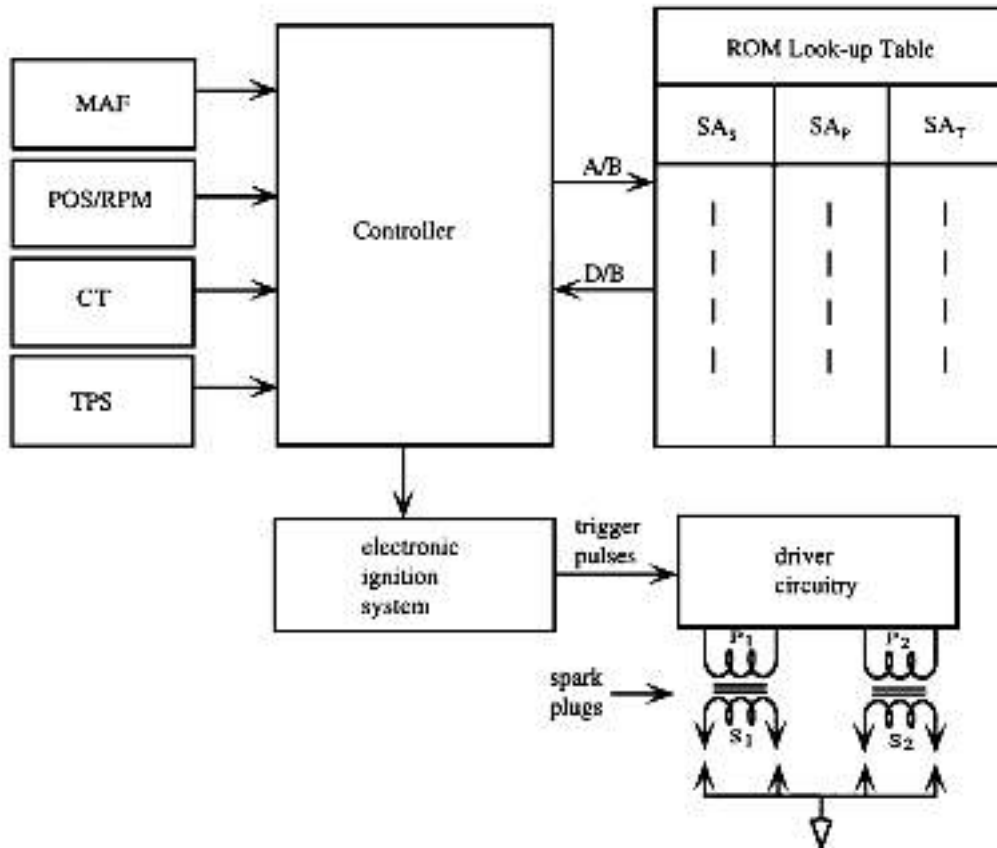 MAF
POS/RPM
CT
TPS
Controller
A/B
D/B
ROM Look-up Table
SA_S SA_P SA_T
electronic
ignition
system
trigger
pulses
driver
circuitry
P_1 P_2
spark
plugs
S_1 S_2